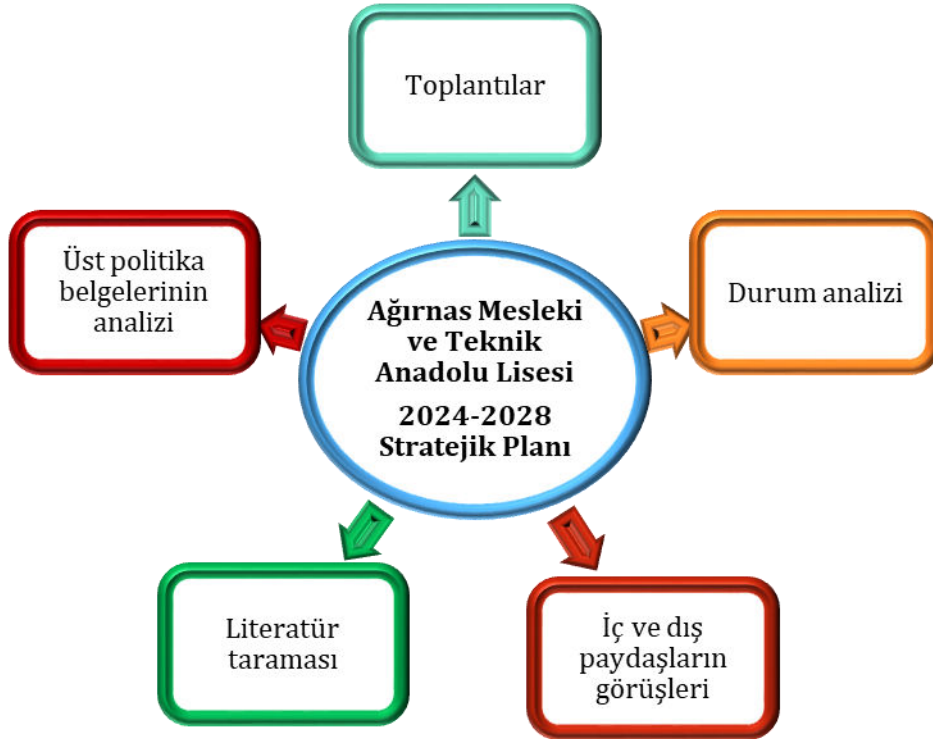 Toplantılar
Üst politika
belgelerinin
analizi
Durum analizi
Ağırnas Mesleki
ve Teknik
Anadolu Lisesi
2024-2028
Stratejik Planı
Literatür
taraması
İç ve dış
paydaşların
görüşleri